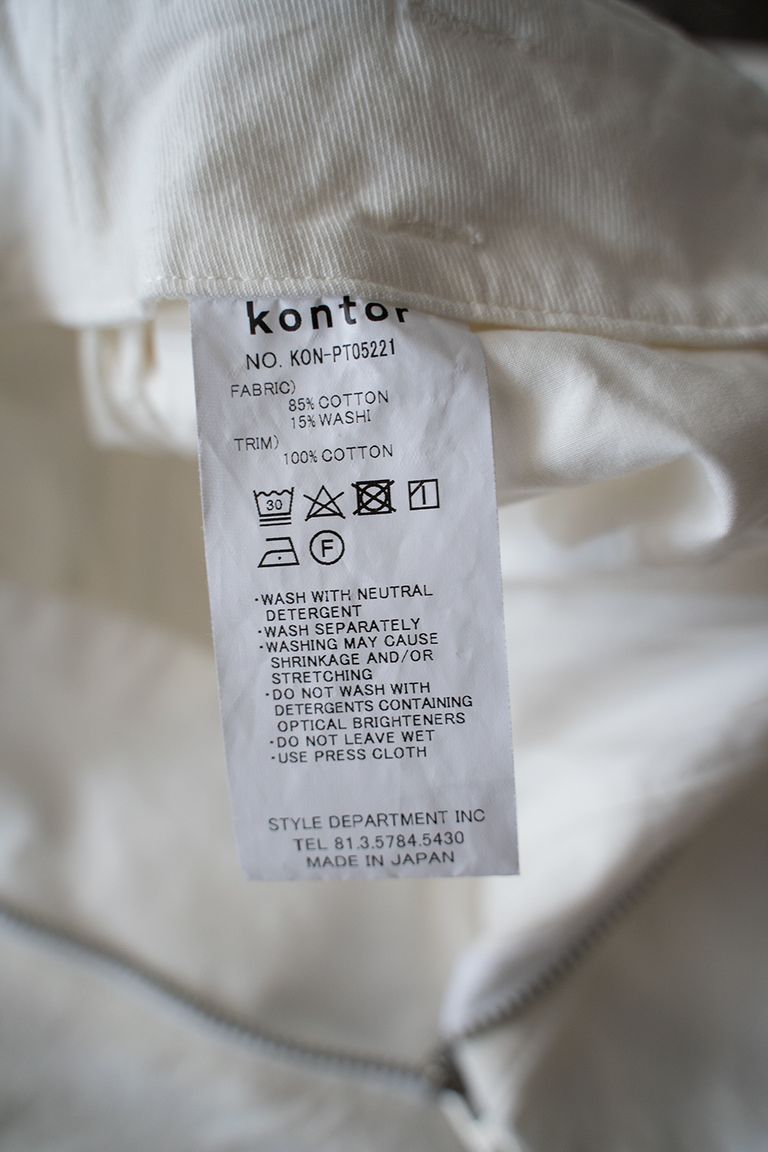 kontor
NO. KON-PT05221
FABRIC)
85% COTTON
15% WASHI
TRIM)
100% COTTON
30
F
·WASH WITH NEUTRAL
DETERGENT
·WASH SEPARATELY
·WASHING MAY CAUSE
SHRINKAGE AND/OR
STRETCHING
·DO NOT WASH WITH
DETERGENTS CONTAINING
OPTICAL BRIGHTENERS
·DO NOT LEAVE WET
·USE PRESS CLOTH
STYLE DEPARTMENT INC
TEL 81.3.5784.5430
MADE IN JAPAN